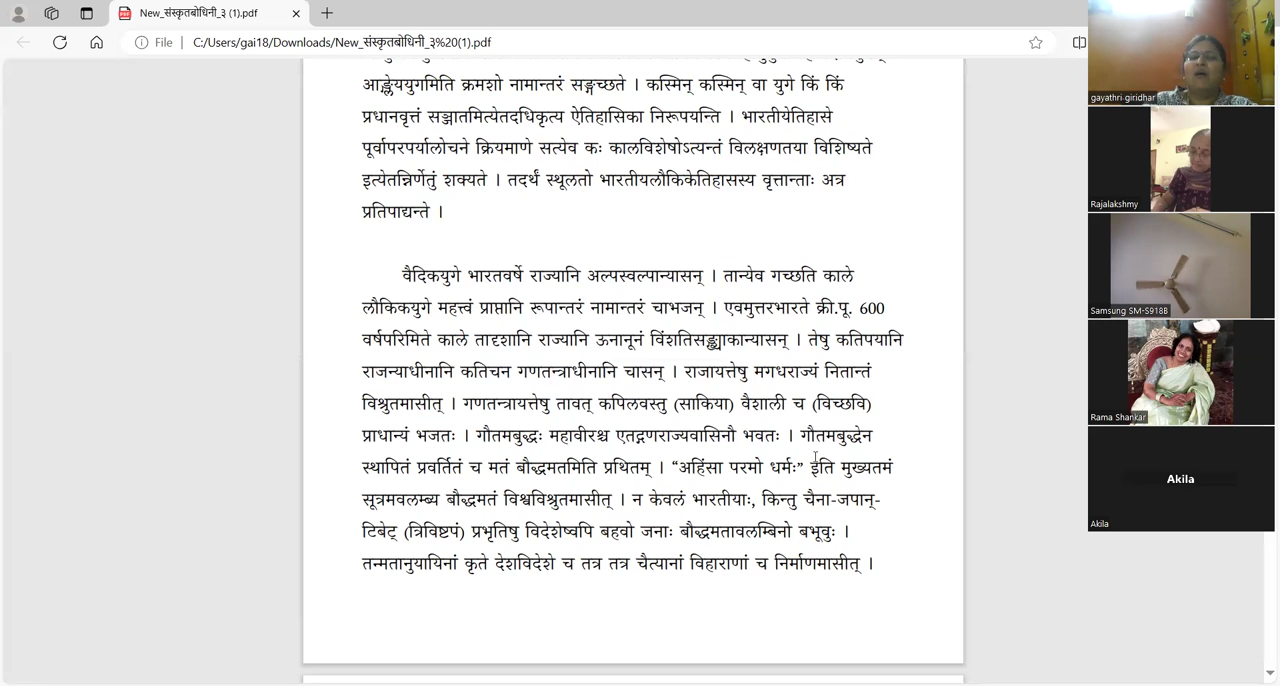 New_संस्कृतबोधिनी_३ (1).pdf
File
C:/Users/gai18/Downloads/New_संस्कृतबोधिनी_३%20(1).pdf
आङ्ग्लेययुगमिति क्रमशो नामान्तरं सङ्गच्छते । कस्मिन् कस्मिन् वा युगे किं किं
प्रधानवृत्तं सञ्जातमित्येतदधिकृत्य ऐतिहासिका निरूपयन्ति । भारतीयेतिहासे
पूर्वापरपर्यालोचने क्रियमाणे सत्येव कः कालविशेषोऽत्यन्तं विलक्षणतया विशिष्यते
इत्येतन्निर्णेतुं शक्यते । तदर्थं स्थूलतो भारतीयलौकिकेतिहासस्य वृत्तान्ताः अत्र
प्रतिपाद्यन्ते ।
वैदिकयुगे भारतवर्षे राज्यानि अल्पस्वल्पान्यासन् । तान्येव गच्छति काले
लौकिकयुगे महत्त्वं प्राप्तानि रूपान्तरं नामान्तरं चाभजन् । एवमुत्तरभारते क्री.पू. 600
वर्षपरिमिते काले तादृशानि राज्यानि ऊनानूनं विंशतिसङ्ख्याकान्यासन् । तेषु कतिपयानि
राजन्याधीनानि कतिचन गणतन्त्राधीनानि चासन् । राजायत्तेषु मगधराज्यं नितान्तं
विश्रुतमासीत् । गणतन्त्रायत्तेषु तावत् कपिलवस्तु (साकिया) वैशाली च (विच्छवि)
प्राधान्यं भजतः । गौतमबुद्धः महावीरश्च एतद्गणराज्यवासिनौ भवतः । गौतमबुद्धेन
स्थापितं प्रवर्तितं च मतं बौद्धमतमिति प्रथितम् । “अहिंसा परमो धर्मः” इति मुख्यतमं
सूत्रमवलम्ब्य बौद्धमतं विश्वविश्रुतमासीत् । न केवलं भारतीयाः, किन्तु चैना-जपान्-
टिबेट् (त्रिविष्टपं) प्रभृतिषु विदेशेष्वपि बहवो जनाः बौद्धमतावलम्बिनो बभूवुः ।
तन्मतानुयायिनां कृते देशविदेशे च तत्र तत्र चैत्यानां विहाराणां च निर्माणमासीत् ।
gayathri-giridhar
Rajalakshmy
Samsung SM-S918B
Rama Shankar
Akila
Akila